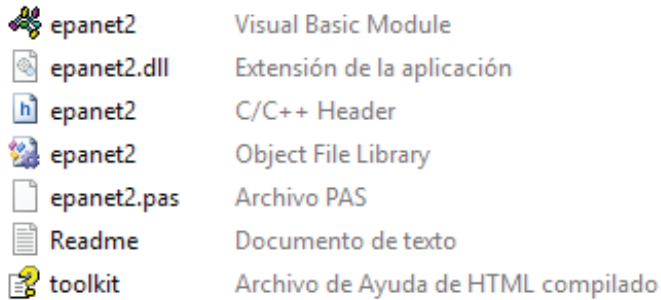 epanet2 Visual Basic Module
epanet2.dll Extensión de la aplicación
epanet2 C/C++ Header
epanet2 Object File Library
epanet2.pas Archivo PAS
Readme Documento de texto
toolkit Archivo de Ayuda de HTML compilado